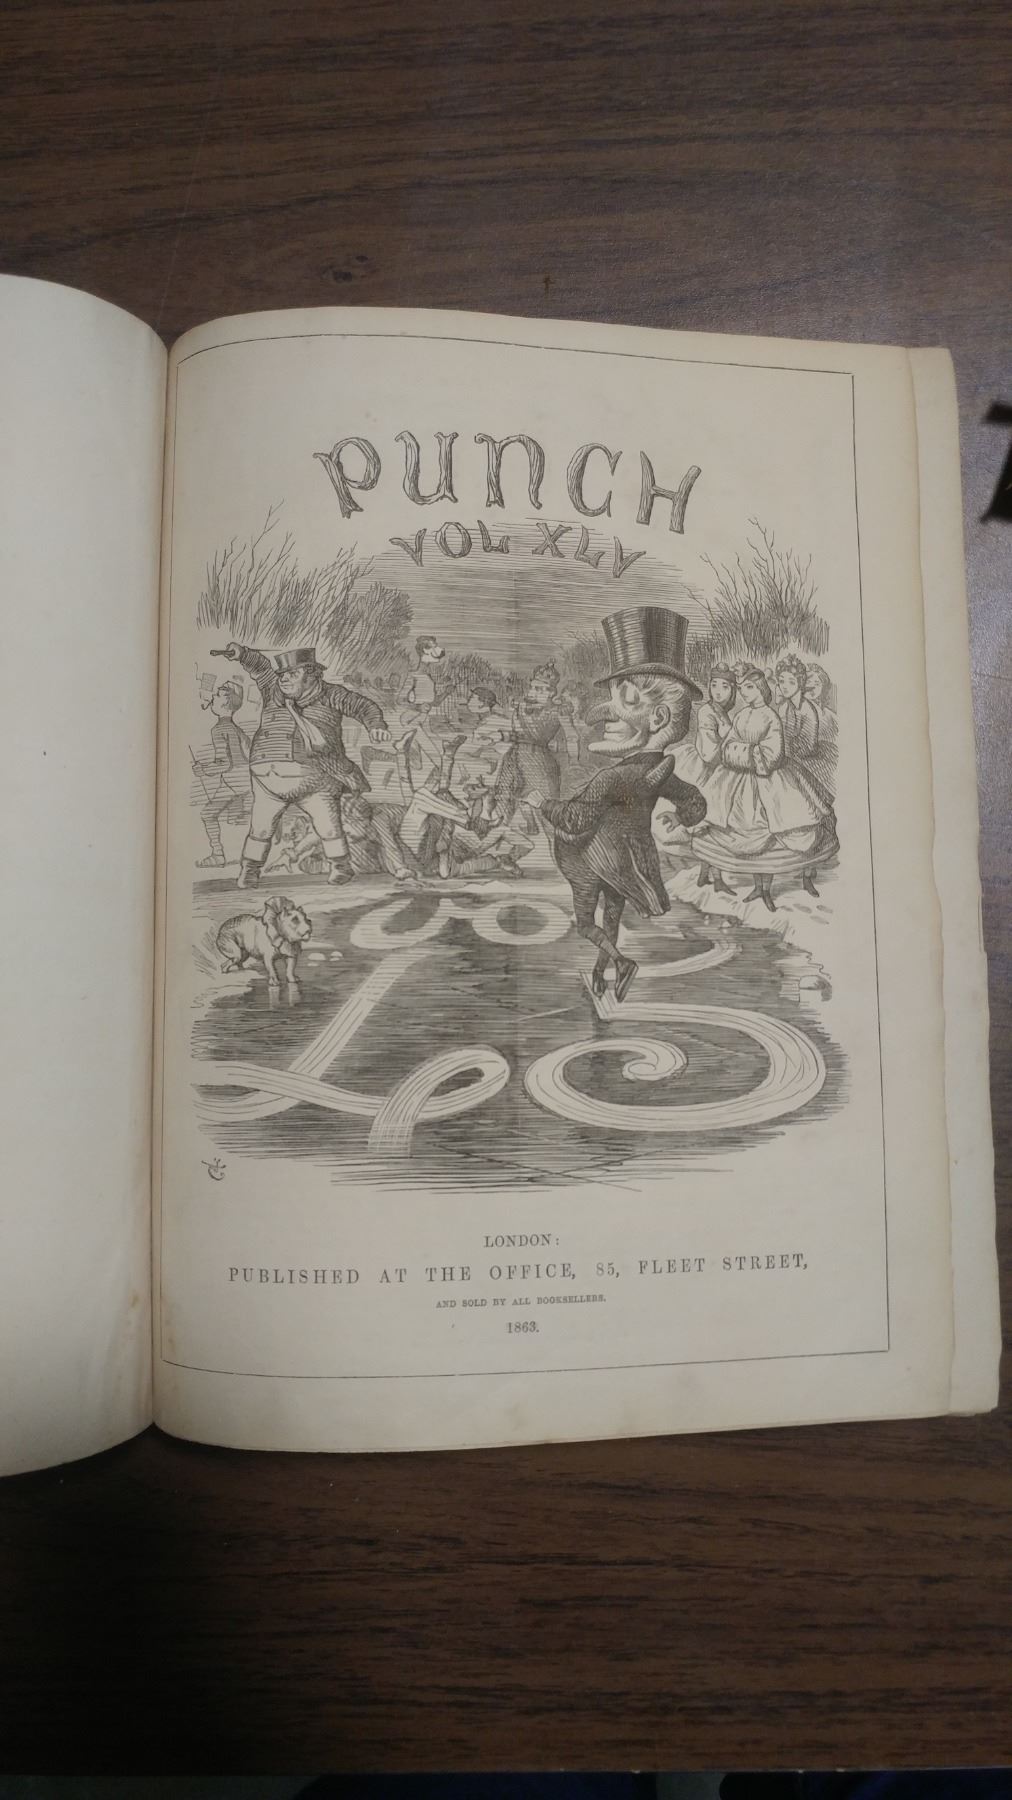 PUNCH
VOL XLV
LONDON:
PUBLISHED AT THE OFFICE, 85, FLEET STREET,
AND SOLD BY ALL BOOKSELLERS.
1863.